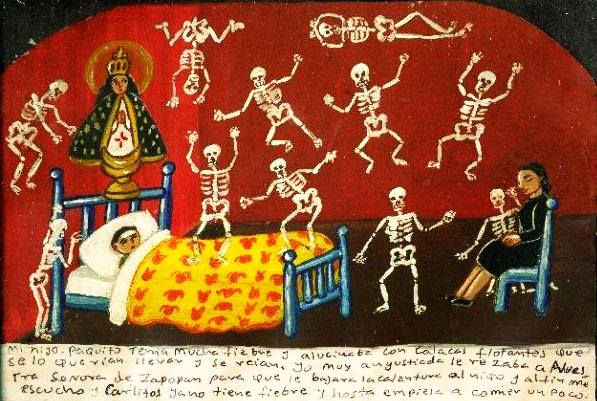 Mi hijo Paquito tenia mucha fiebre y alucinaba con calacas flotantes que
se lo querian llevar y se reian, yo muy angustiada le rezaba a Nues
tra Señora de Zapopan para que le bajara la calentura al niño y al fin me
escucho y Carlitos ya no tiene fiebre y hasta empieza a comer un poco.